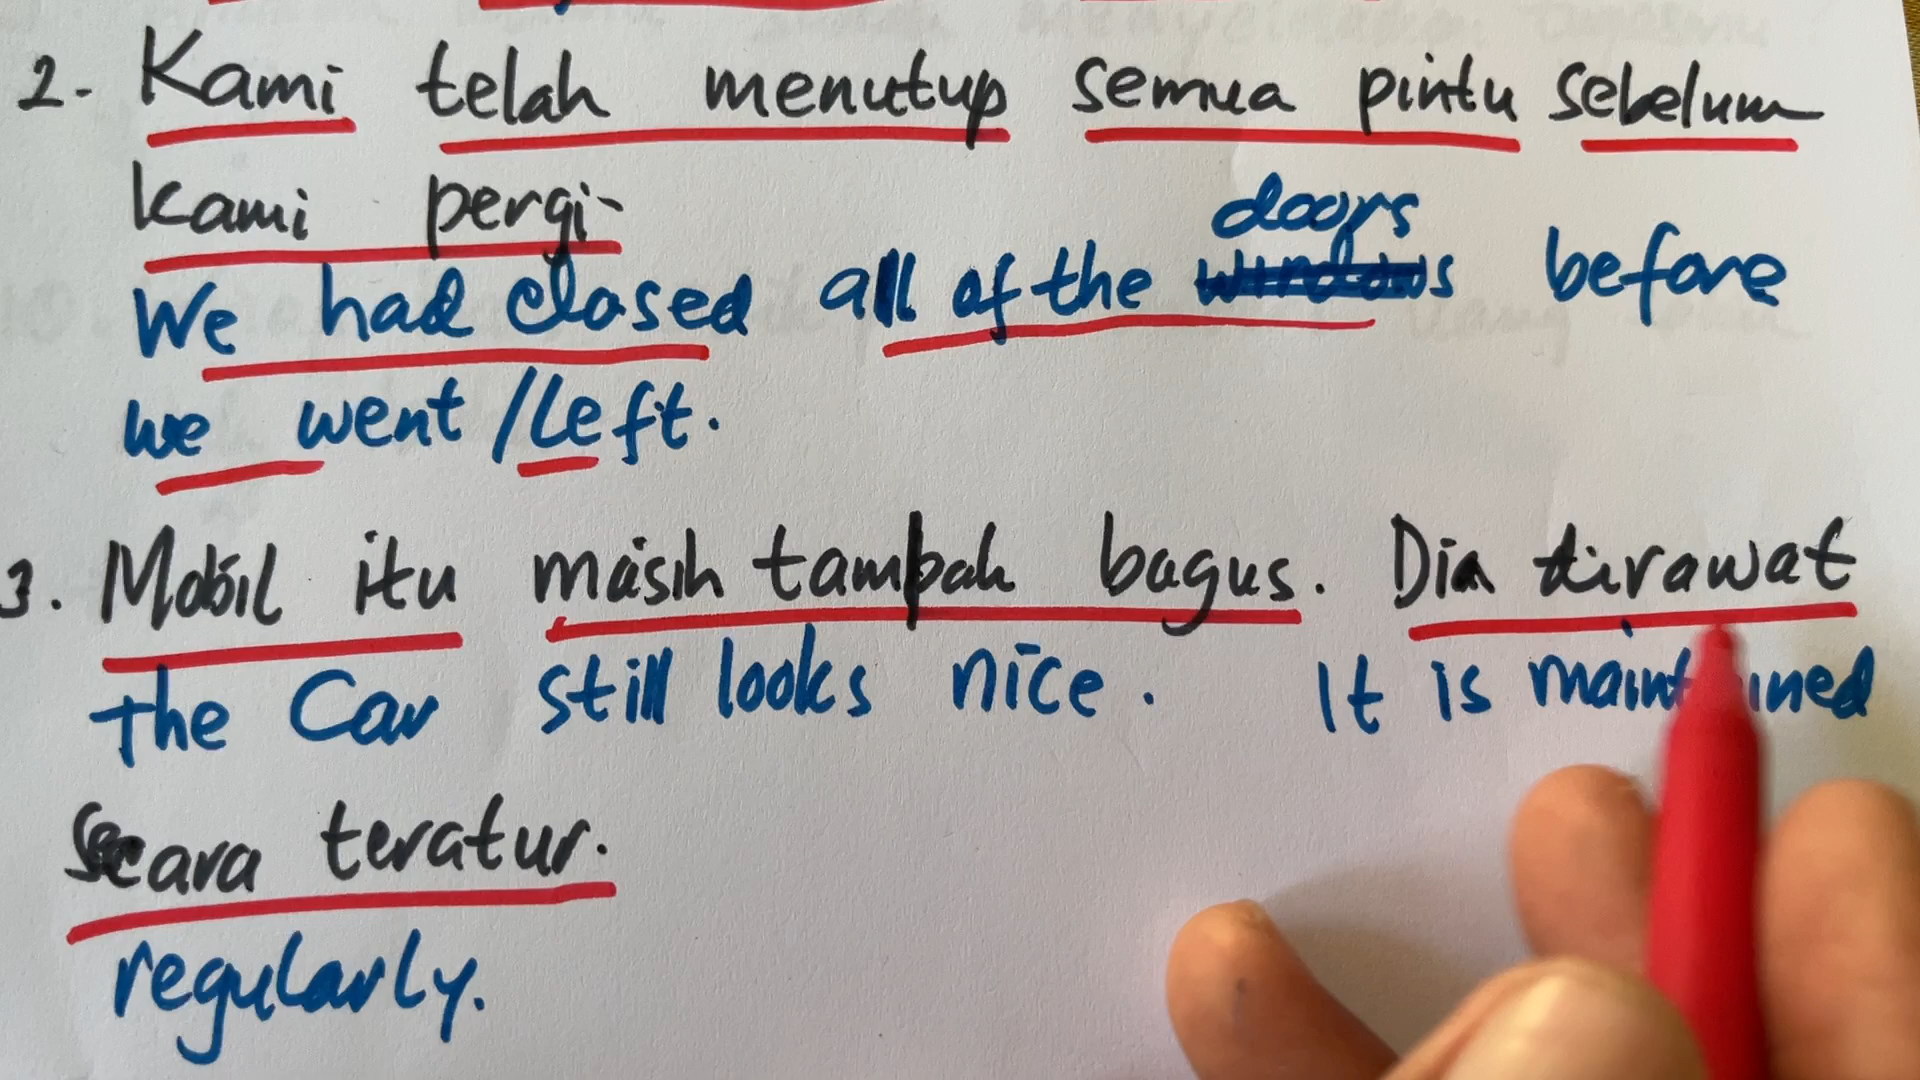 2. Kami telah menutup semua pintu sebelum
kami pergi.
doors
We had closed all of the windows before
we went / left.
3. Mobil itu masih tampak bagus. Dia dirawat
the Car still looks nice. It is
secara teratur.
regularly.